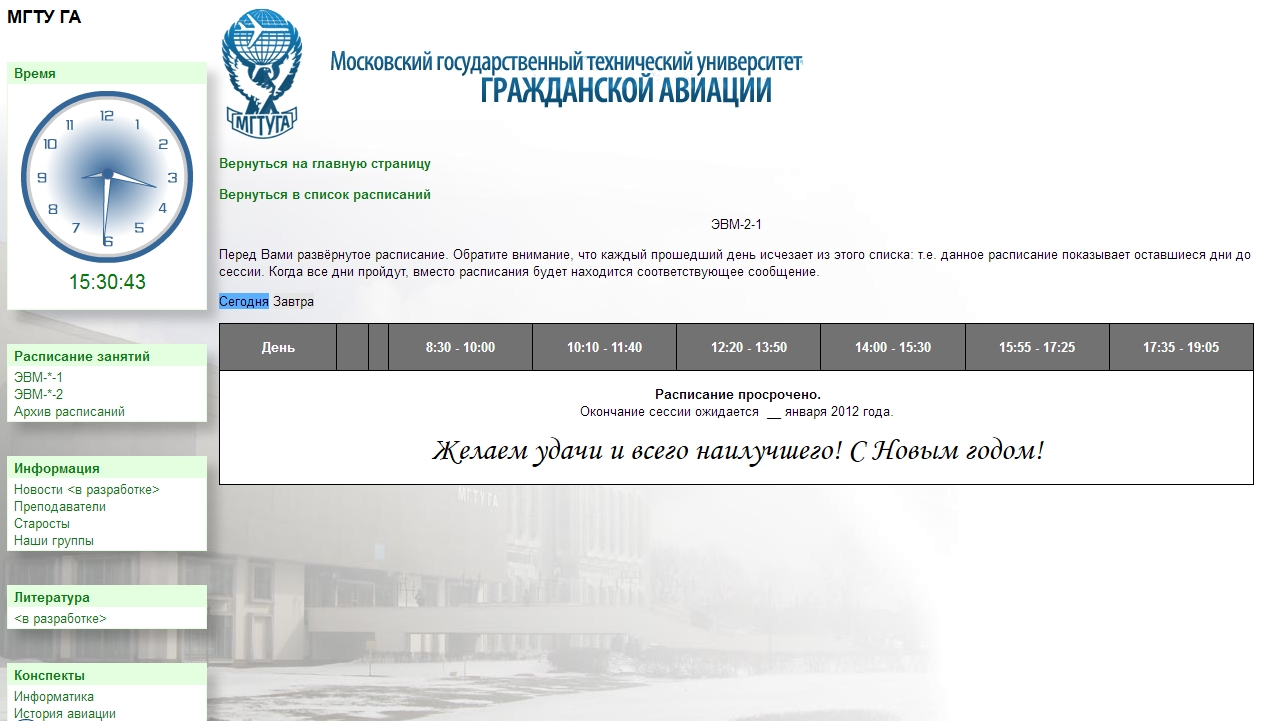 МГТУ ГА
Время
12
1
2
3
4
5
6
7
8
9
10
11
15:30:43
Расписание занятий
ЭВМ-*-1
ЭВМ-*-2
Архив расписаний
Информация
Новости <в разработке>
Преподаватели
Старосты
Наши группы
Литература
<в разработке>
Конспекты
Информатика
История авиации
МГТУГА
Московский государственный технический университет
ГРАЖДАНСКОЙ АВИАЦИИ
Вернуться на главную страницу
Вернуться в список расписаний
ЭВМ-2-1
Перед Вами развёрнутое расписание. Обратите внимание, что каждый прошедший день исчезает из этого списка: т.е. данное расписание показывает оставшиеся дни до
сессии. Когда все дни пройдут, вместо расписания будет находится соответствующее сообщение.
Сегодня Завтра
День 8:30 - 10:00 10:10 - 11:40 12:20 - 13:50 14:00 - 15:30 15:55 - 17:25 17:35 - 19:05
Расписание просрочено.
Окончание сессии ожидается __ января 2012 года.
Желаем удачи и всего наилучшего! С Новым годом!
МГТУ ГА